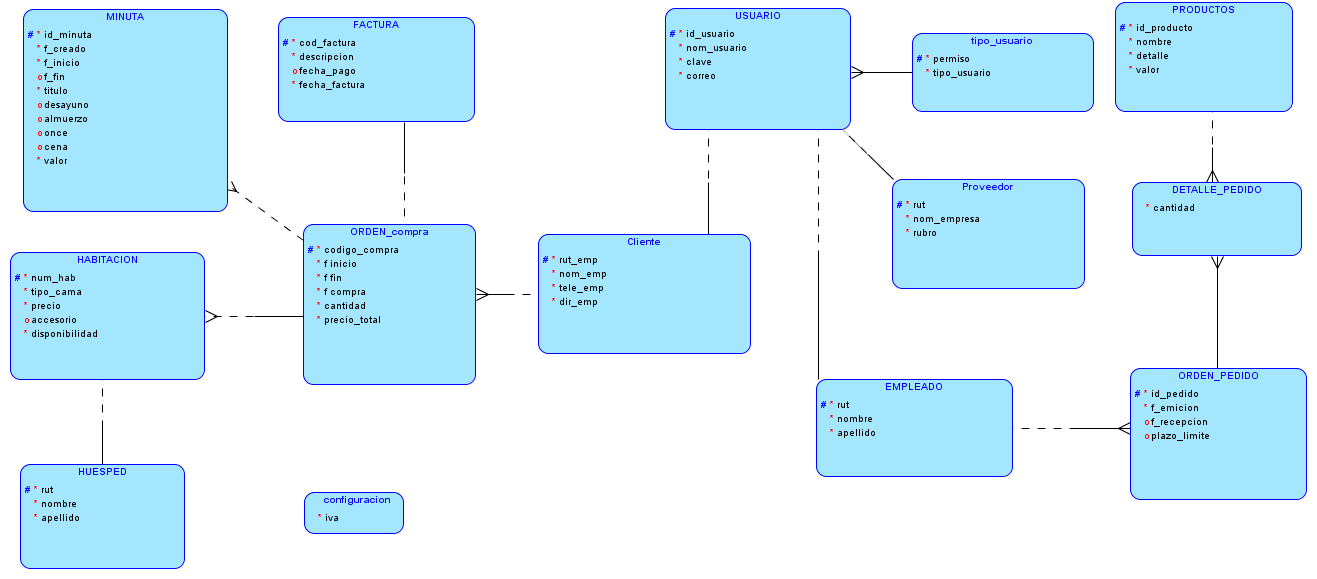 MINUTA
# * id_minuta
* f_creado
* f_inicio
o f_fin
* titulo
o desayuno
o almuerzo
o once
o cena
* valor
FACTURA
# * cod_factura
* descripcion
o fecha_pago
* fecha_factura
USUARIO
# * id_usuario
* nom_usuario
* clave
* correo
tipo_usuario
# * permiso
* tipo_usuario
PRODUCTOS
# * id_producto
* nombre
* detalle
* valor
Proveedor
# * rut
* nom_empresa
* rubro
DETALLE_PEDIDO
* cantidad
ORDEN_compra
# * codigo_compra
* f inicio
* f fin
* f compra
* cantidad
* precio_total
Cliente
# * rut_emp
* nom_emp
* tele_emp
* dir_emp
HABITACION
# * num_hab
* tipo_cama
* precio
o accesorio
* disponibilidad
EMPLEADO
# * rut
* nombre
* apellido
ORDEN_PEDIDO
# * id_pedido
* f_emicion
o f_recepcion
o plazo_limite
HUESPED
# * rut
* nombre
* apellido
configuracion
* iva